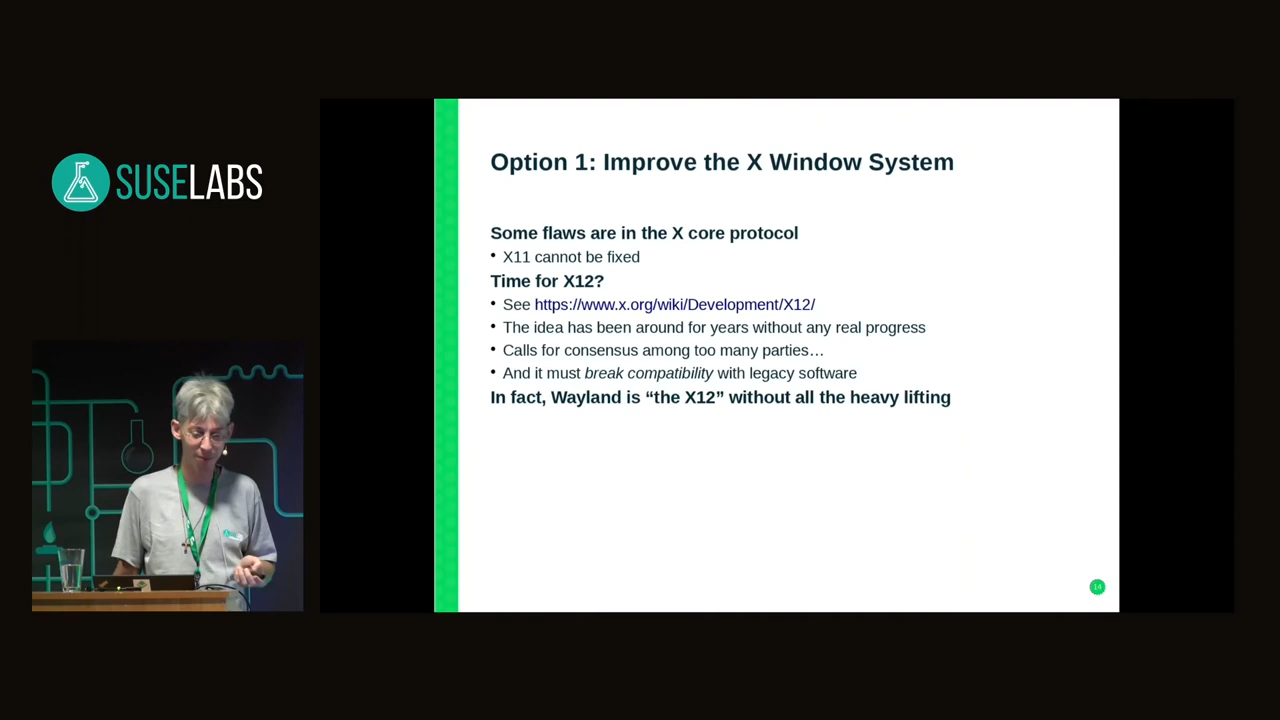 SUSELABS
Option 1: Improve the X Window System
Some flaws are in the X core protocol
• X11 cannot be fixed
Time for X12?
• See https://www.x.org/wiki/Development/X12/
• The idea has been around for years without any real progress
• Calls for consensus among too many parties…
• And it must break compatibility with legacy software
In fact, Wayland is “the X12” without all the heavy lifting
14